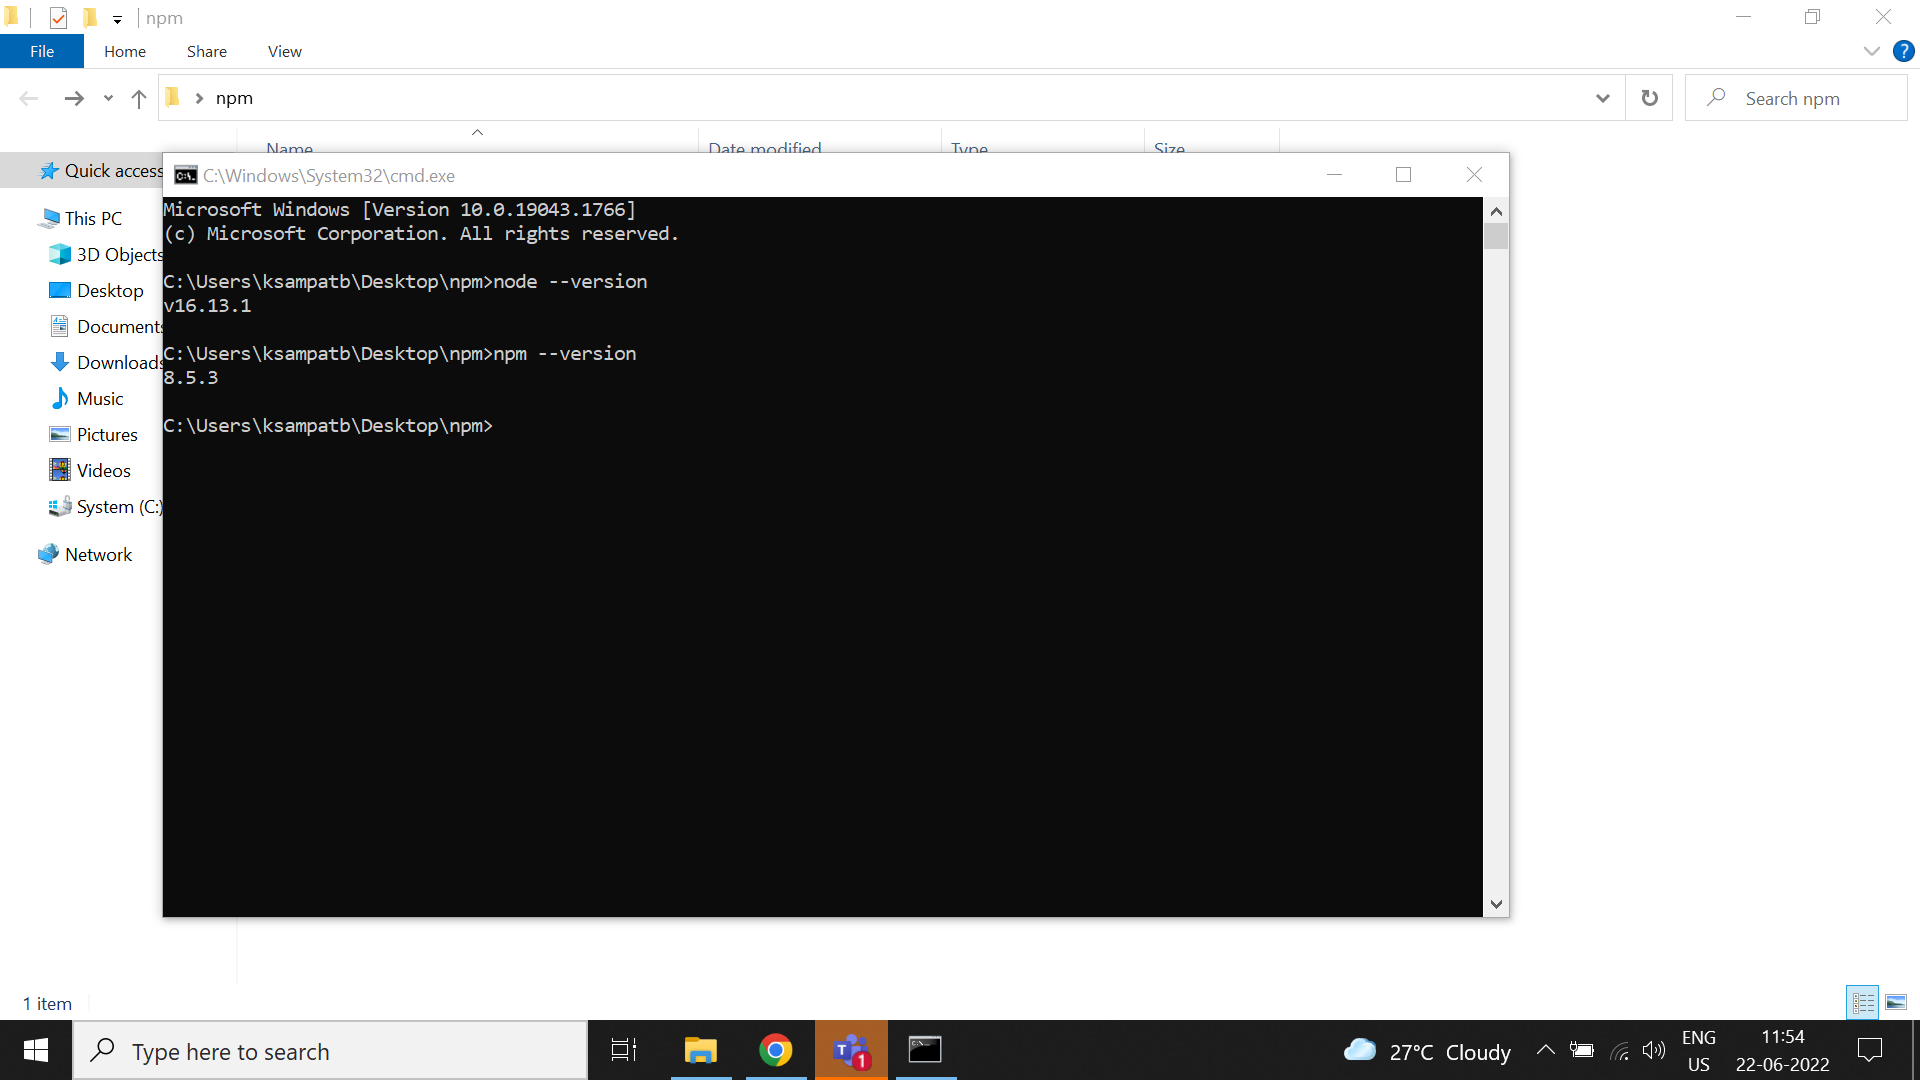 npm
File Home Share View
npm
Search npm
Name Date modified Type Size
Quick access
This PC
3D Objects
Desktop
Documents
Downloads
Music
Pictures
Videos
System (C:)
Network
C:\Windows\System32\cmd.exe
Microsoft Windows [Version 10.0.19043.1766]
(c) Microsoft Corporation. All rights reserved.
C:\Users\ksampatb\Desktop\npm>node --version
v16.13.1
C:\Users\ksampatb\Desktop\npm>npm --version
8.5.3
C:\Users\ksampatb\Desktop\npm>
1 item
Type here to search
1
27°C Cloudy
ENG
US
11:54
22-06-2022